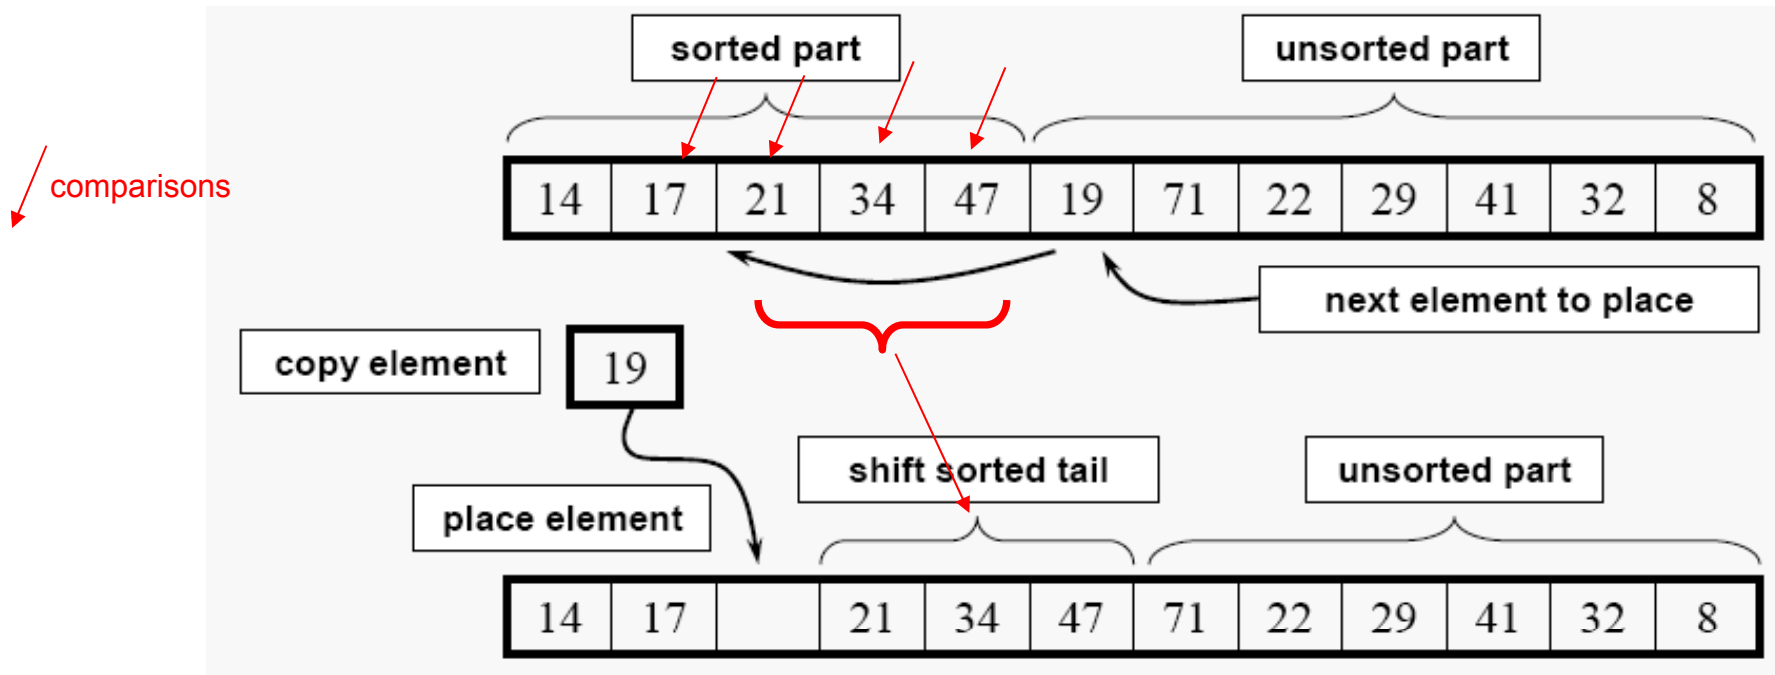 sorted part
unsorted part
comparisons
14 17 21 34 47 19 71 22 29 41 32 8
next element to place
copy element
19
shift sorted tail
unsorted part
place element
14 17 21 34 47 71 22 29 41 32 8